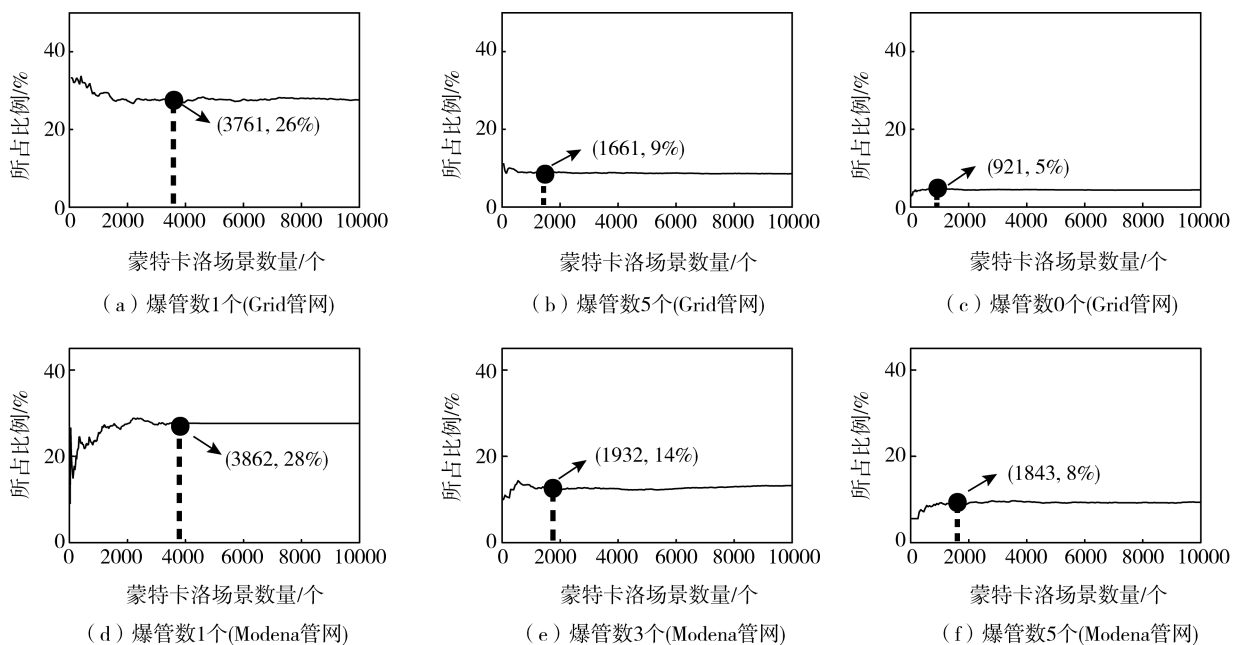 所占比例/%
40
20
0
(3761, 26%)
0 2000 4000 6000 8000 10000
蒙特卡洛场景数量/个
（a）爆管数1个(Grid管网)
所占比例/%
40
20
0
(1661, 9%)
0 2000 4000 6000 8000 10000
蒙特卡洛场景数量/个
（b）爆管数5个(Grid管网)
所占比例/%
40
20
0
(921, 5%)
0 2000 4000 6000 8000 10000
蒙特卡洛场景数量/个
（c）爆管数0个(Grid管网)
所占比例/%
40
20
0
(3862, 28%)
0 2000 4000 6000 8000 10000
蒙特卡洛场景数量/个
（d）爆管数1个(Modena管网)
所占比例/%
40
20
0
(1932, 14%)
0 2000 4000 6000 8000 10000
蒙特卡洛场景数量/个
（e）爆管数3个(Modena管网)
所占比例/%
40
20
0
(1843, 8%)
0 2000 4000 6000 8000 10000
蒙特卡洛场景数量/个
（f）爆管数5个(Modena管网)